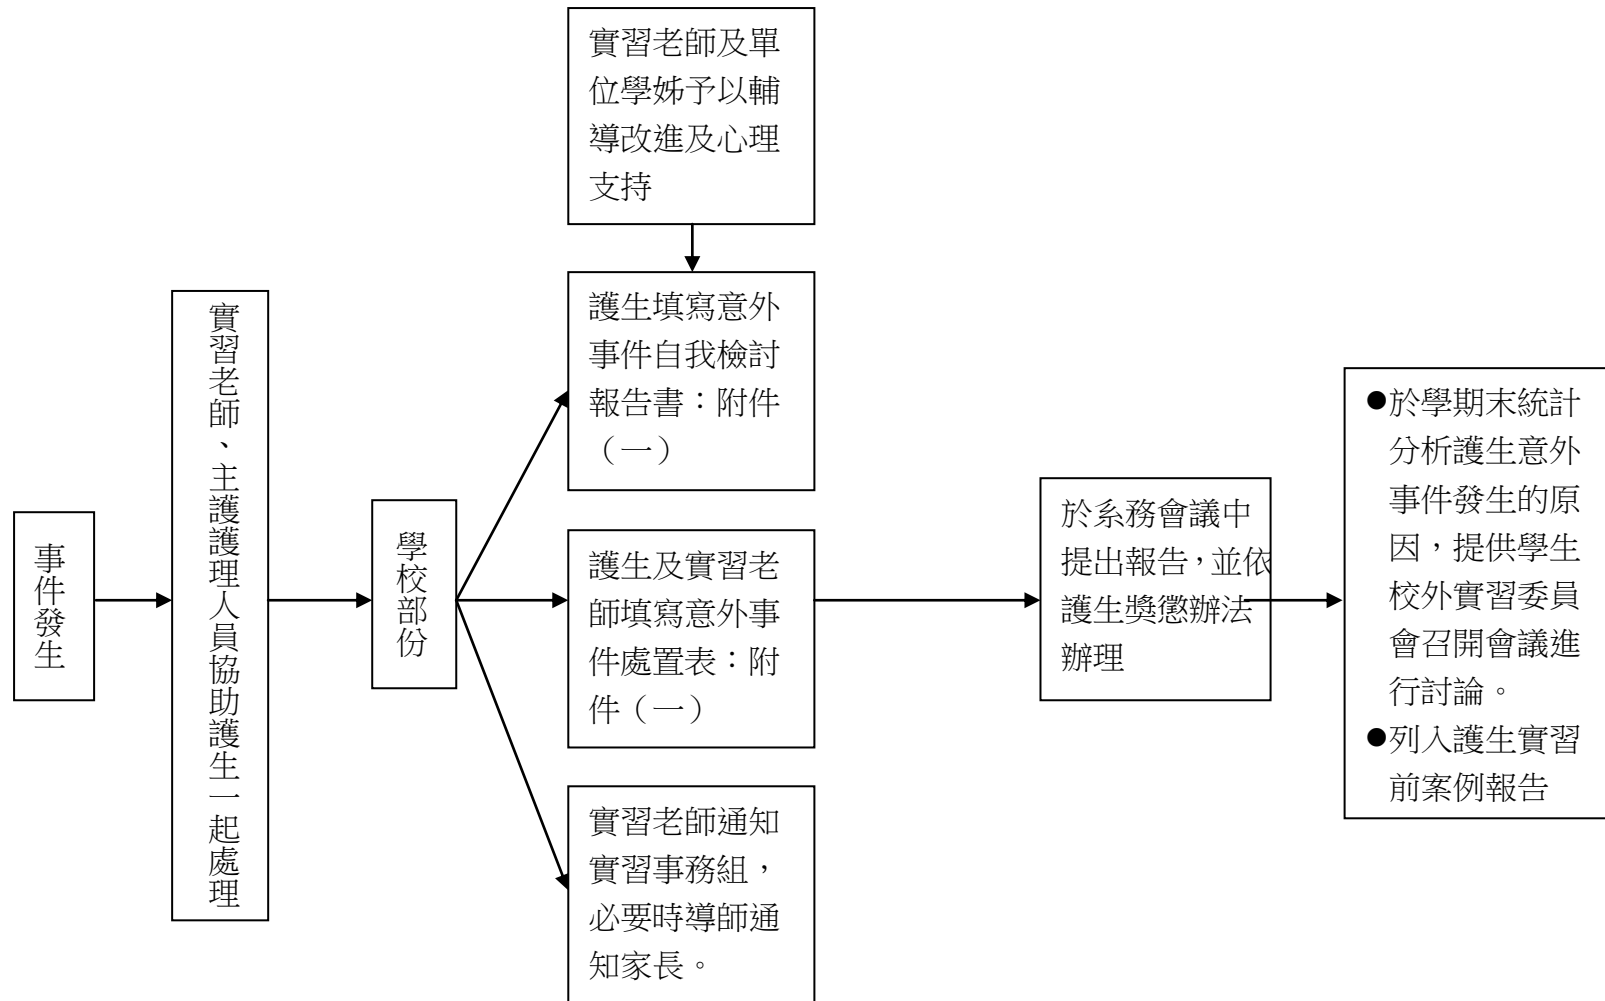 事件發生
實習老師、主護護理人員協助護生一起處理
學校部份
實習老師及單
位學姊予以輔
導改進及心理
支持
護生填寫意外
事件自我檢討
報告書：附件
（一）
護生及實習老
師填寫意外事
件處置表：附
件（一）
實習老師通知
實習事務組，
必要時導師通
知家長。
於系務會議中
提出報告，並依
護生獎懲辦法
辦理
●於學期末統計
分析護生意外
事件發生的原
因，提供學生
校外實習委員
會召開會議進
行討論。
●列入護生實習
前案例報告